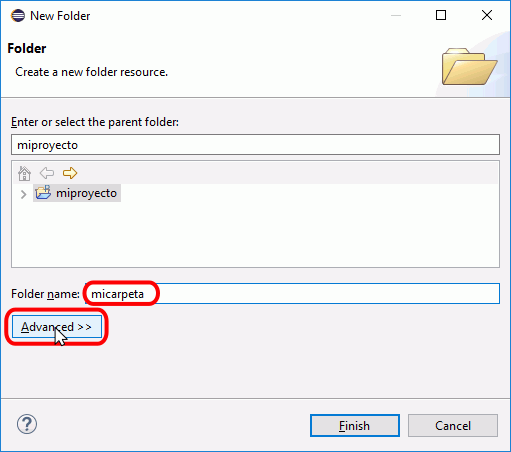 New Folder
Folder
Create a new folder resource.
Enter or select the parent folder:
miproyecto
miproyecto
Folder name: micarpeta
Advanced >>
Finish Cancel